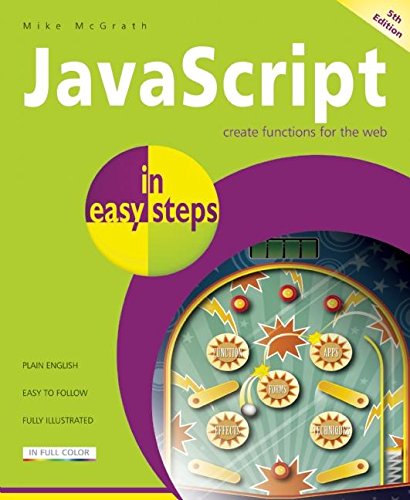 5th
Edition
Mike McGrath
JavaScript
create functions for the web
in
easy steps
FUNCTIONS
APPS
FORMS
EFFECTS
TECHNIQUES
PLAIN ENGLISH
EASY TO FOLLOW
FULLY ILLUSTRATED
IN FULL COLOR